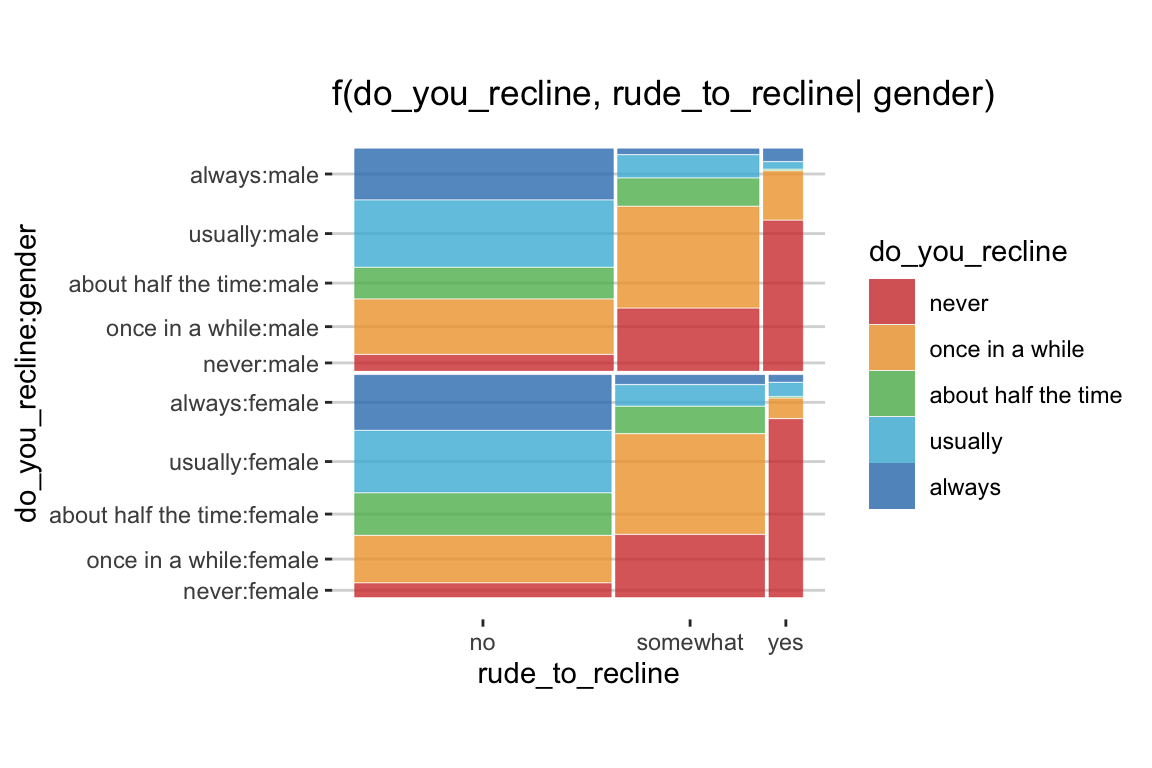 f(do_you_recline, rude_to_recline| gender)
do_you_recline:gender
always:male
usually:male
about half the time:male
once in a while:male
never:male
always:female
usually:female
about half the time:female
once in a while:female
never:female
no somewhat yes
rude_to_recline
do_you_recline
never
once in a while
about half the time
usually
always